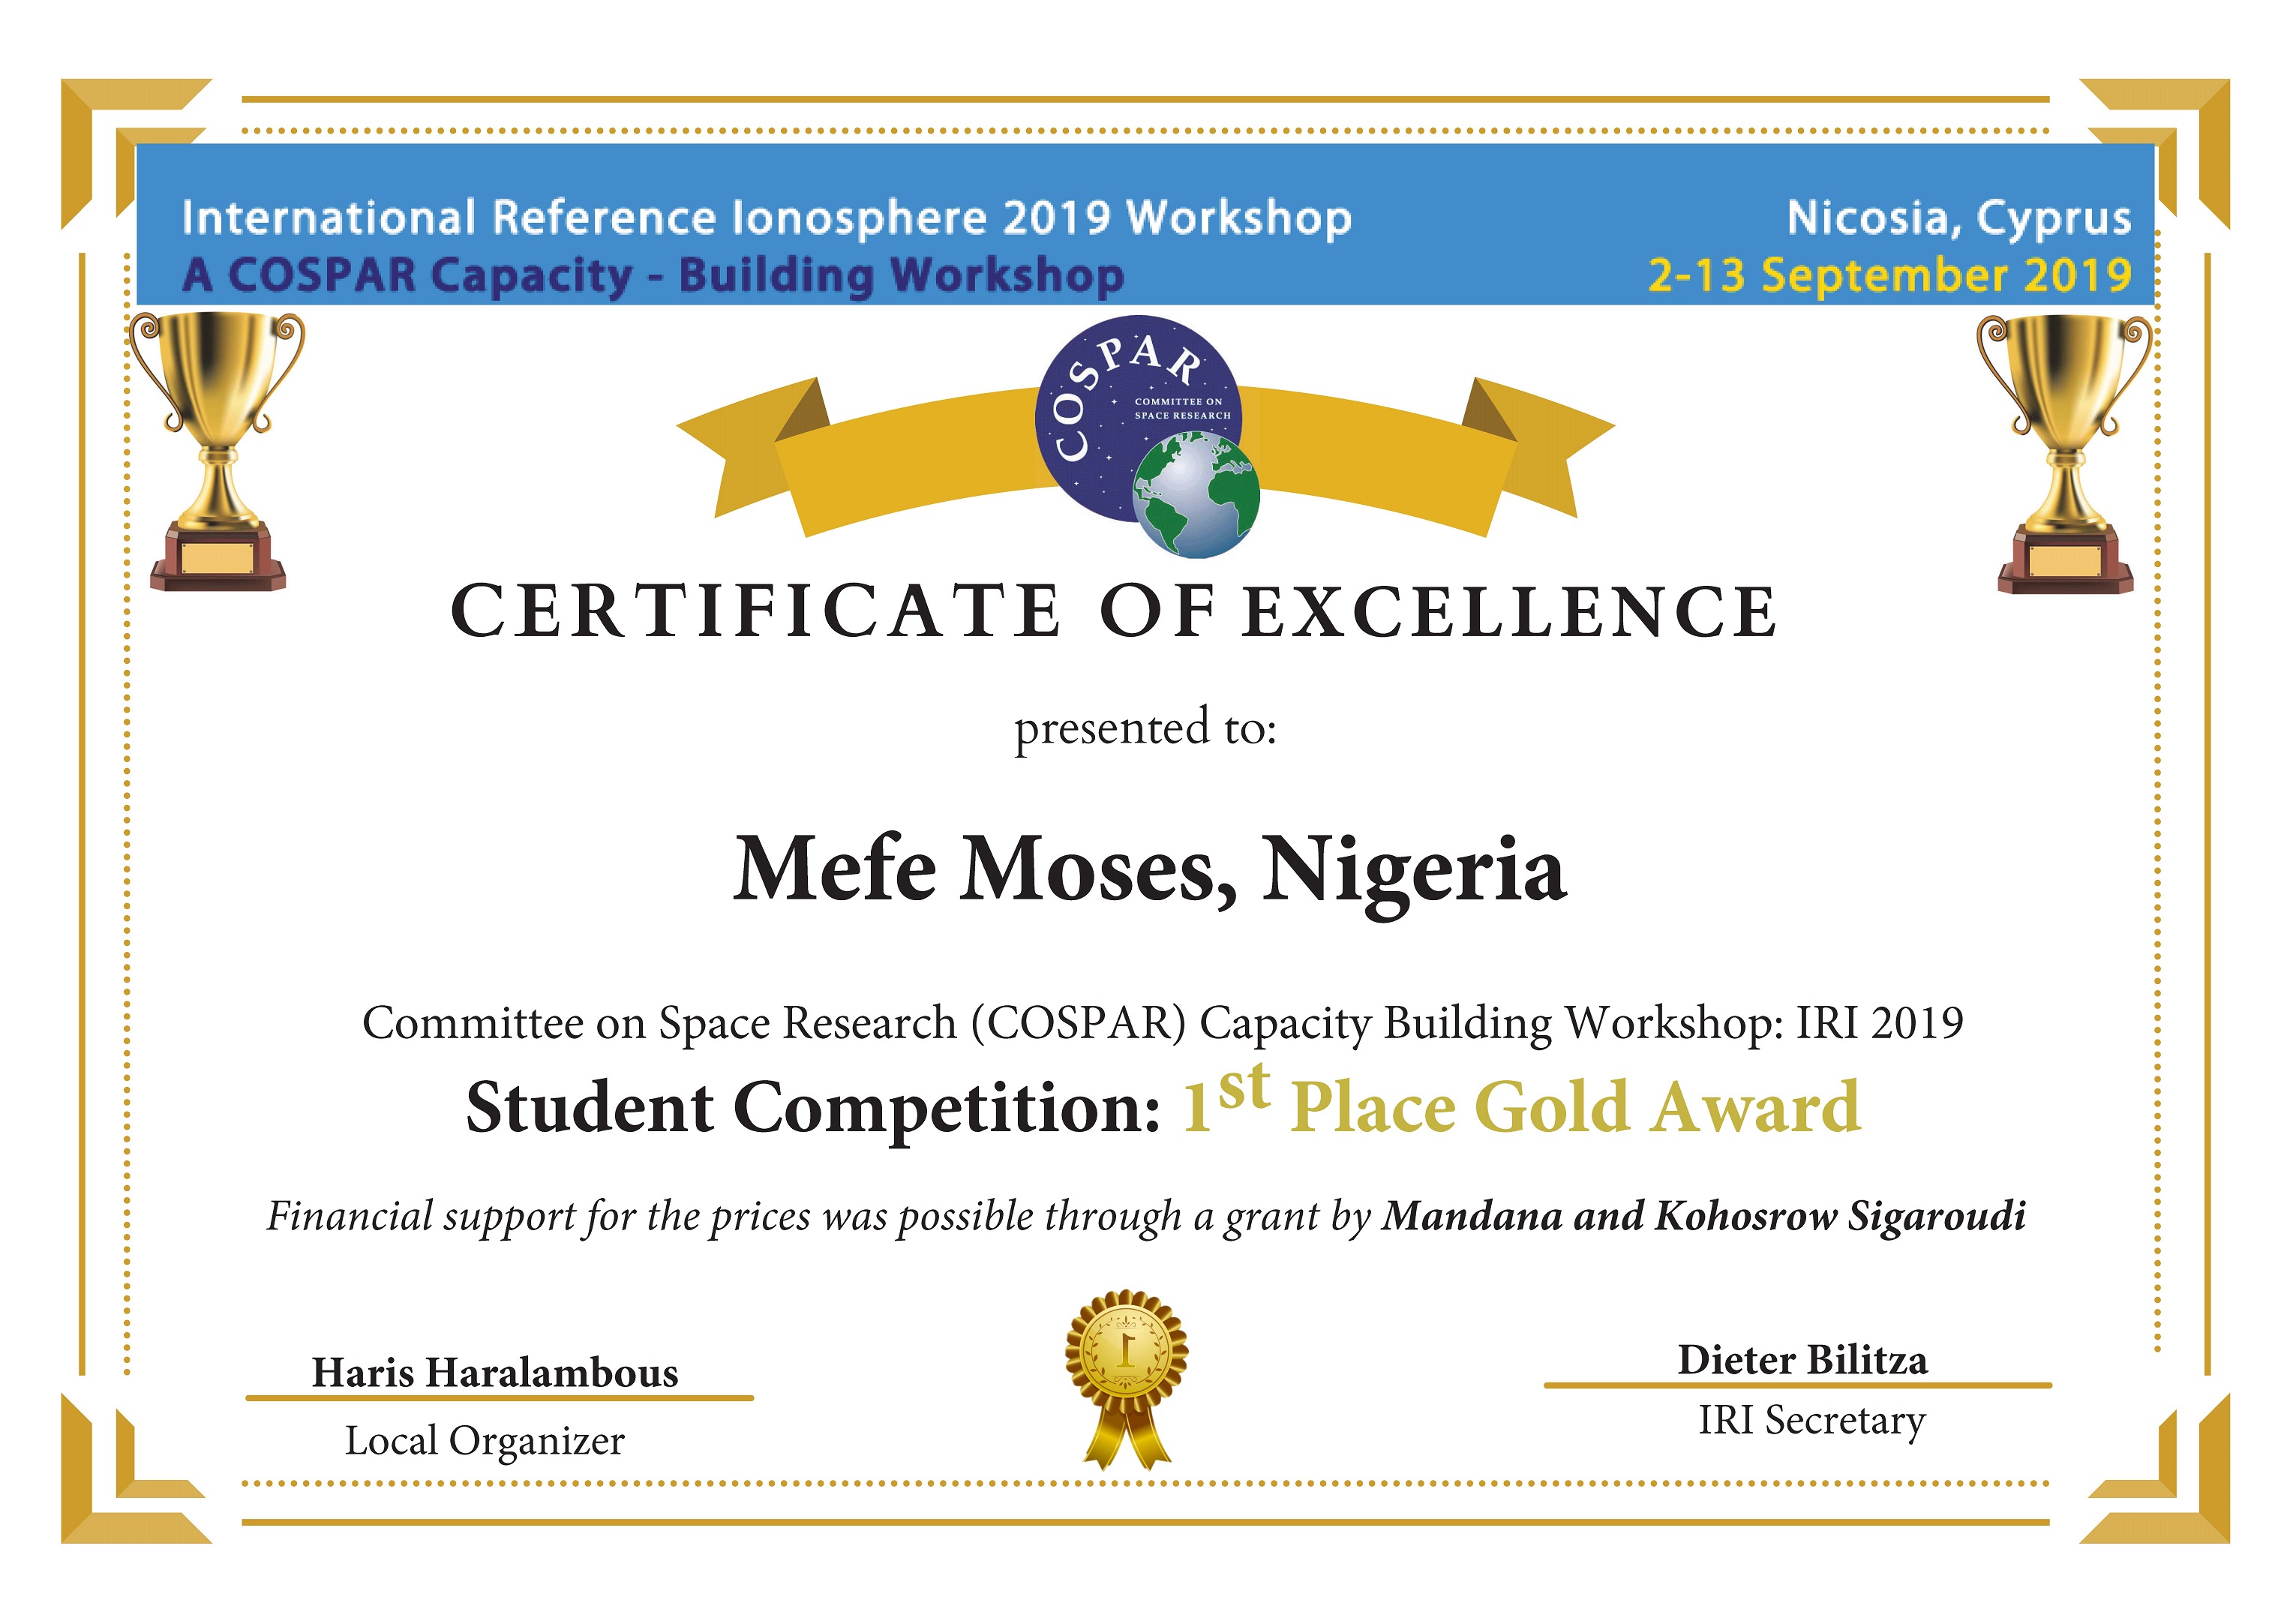 International Reference Ionosphere 2019 Workshop
Nicosia, Cyprus
A COSPAR Capacity - Building Workshop
2-13 September 2019
COSPAR
COMMITTEE ON
SPACE RESEARCH
CERTIFICATE OF EXCELLENCE
presented to:
Mefe Moses, Nigeria
Committee on Space Research (COSPAR) Capacity Building Workshop: IRI 2019
Student Competition: 1st Place Gold Award
Financial support for the prices was possible through a grant by Mandana and Kohosrow Sigaroudi
1
Haris Haralambous
Local Organizer
Dieter Bilitza
IRI Secretary